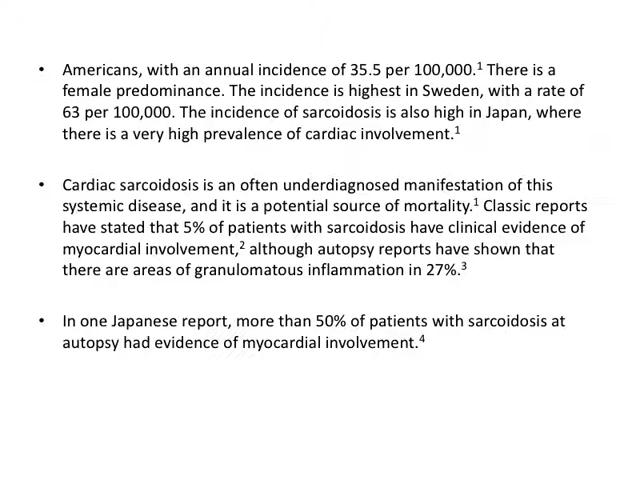 • Americans, with an annual incidence of 35.5 per 100,000.¹ There is a
female predominance. The incidence is highest in Sweden, with a rate of
63 per 100,000. The incidence of sarcoidosis is also high in Japan, where
there is a very high prevalence of cardiac involvement.¹
• Cardiac sarcoidosis is an often underdiagnosed manifestation of this
systemic disease, and it is a potential source of mortality.¹ Classic reports
have stated that 5% of patients with sarcoidosis have clinical evidence of
myocardial involvement,² although autopsy reports have shown that
there are areas of granulomatous inflammation in 27%.³
• In one Japanese report, more than 50% of patients with sarcoidosis at
autopsy had evidence of myocardial involvement.⁴